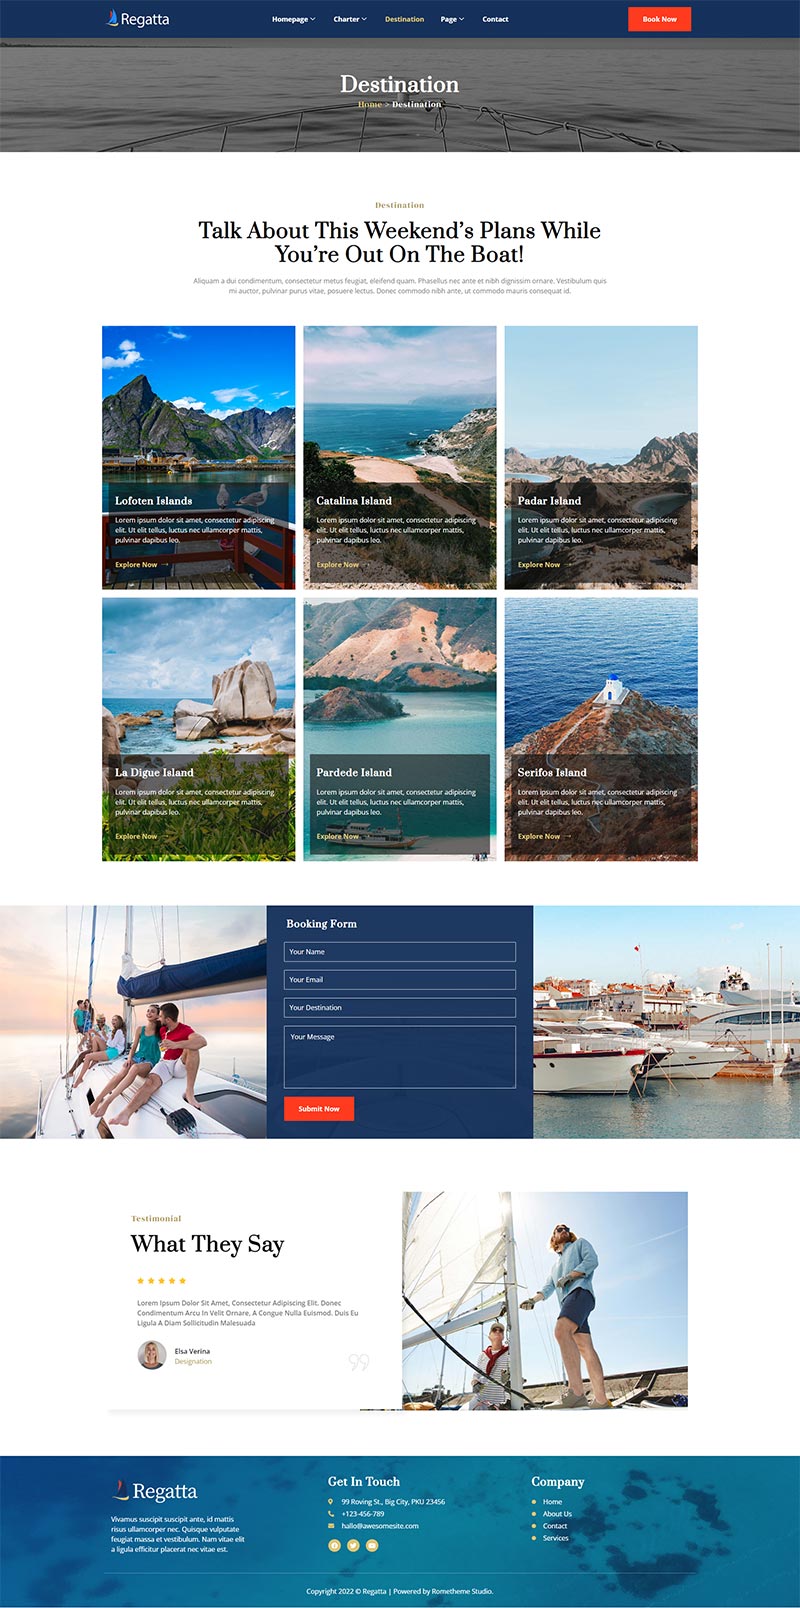 Regatta
Homepage
Charter
Destination
Page
Contact
Book Now
Destination
Home > Destination
Destination
Talk About This Weekend's Plans While
You're Out On The Boat!
Aliquam a dui condimentum, consectetur metus feugiat, eleifend quam. Phasellus nec ante et nibh dignissim ornare. Vestibulum quis
mi auctor, pulvinar purus vitae, posuere lectus. Donec commodo nibh ante, ut commodo mauris consequat id.
Lofoten Islands
Lorem ipsum dolor sit amet, consectetur adipiscing
elit. Ut elit tellus, luctus nec ullamcorper mattis,
pulvinar dapibus leo.
Explore Now →
Catalina Island
Lorem ipsum dolor sit amet, consectetur adipiscing
elit. Ut elit tellus, luctus nec ullamcorper mattis,
pulvinar dapibus leo.
Explore Now →
Padar Island
Lorem ipsum dolor sit amet, consectetur adipiscing
elit. Ut elit tellus, luctus nec ullamcorper mattis,
pulvinar dapibus leo.
Explore Now →
La Digue Island
Lorem ipsum dolor sit amet, consectetur adipiscing
elit. Ut elit tellus, luctus nec ullamcorper mattis,
pulvinar dapibus leo.
Explore Now →
Pardede Island
Lorem ipsum dolor sit amet, consectetur adipiscing
elit. Ut elit tellus, luctus nec ullamcorper mattis,
pulvinar dapibus leo.
Explore Now →
Serifos Island
Lorem ipsum dolor sit amet, consectetur adipiscing
elit. Ut elit tellus, luctus nec ullamcorper mattis,
pulvinar dapibus leo.
Explore Now →
Booking Form
Your Name
Your Email
Your Destination
Your Message
Submit Now
Testimonial
What They Say
Lorem Ipsum Dolor Sit Amet, Consectetur Adipiscing Elit. Donec
Condimentum Arcu In Velit Ornare, A Congue Nulla Euismod. Duis Eu
Ligula A Diam Sollicitudin Malesuada
Elsa Verina
Designation
Regatta
Vivamus suscipit suscipit ante, id mattis
risus ullamcorper nec. Quisque vulputate
feugiat massa et vestibulum. Nam vitae elit
a ligula efficitur placerat nec vitae est.
Get In Touch
99 Roving St., Big City, PKU 23456
+123-456-789
hallo@awesomesite.com
Company
Home
About Us
Contact
Services
Copyright 2022 © Regatta | Powered by Rometheme Studio.